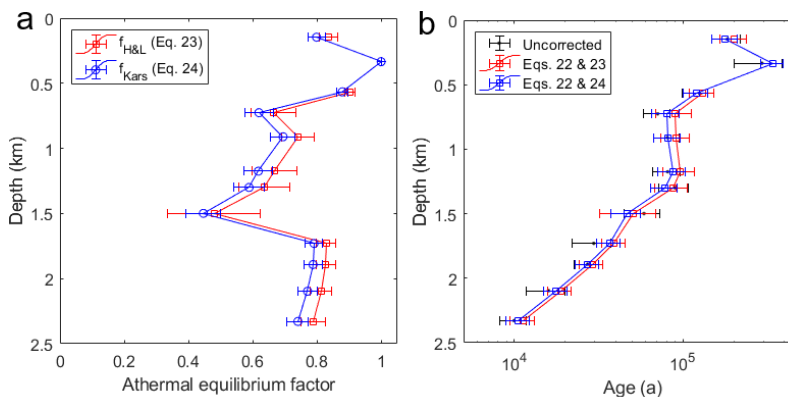 a
f_H&L (Eq. 23)
f_Kars (Eq. 24)
0
0.5
1
1.5
2
2.5
Depth (km)
0
0.2
0.4
0.6
0.8
1
Athermal equilibrium factor
b
Uncorrected
Eqs. 22 & 23
Eqs. 22 & 24
0
0.5
1
1.5
2
2.5
Depth (km)
10^4
10^5
Age (a)